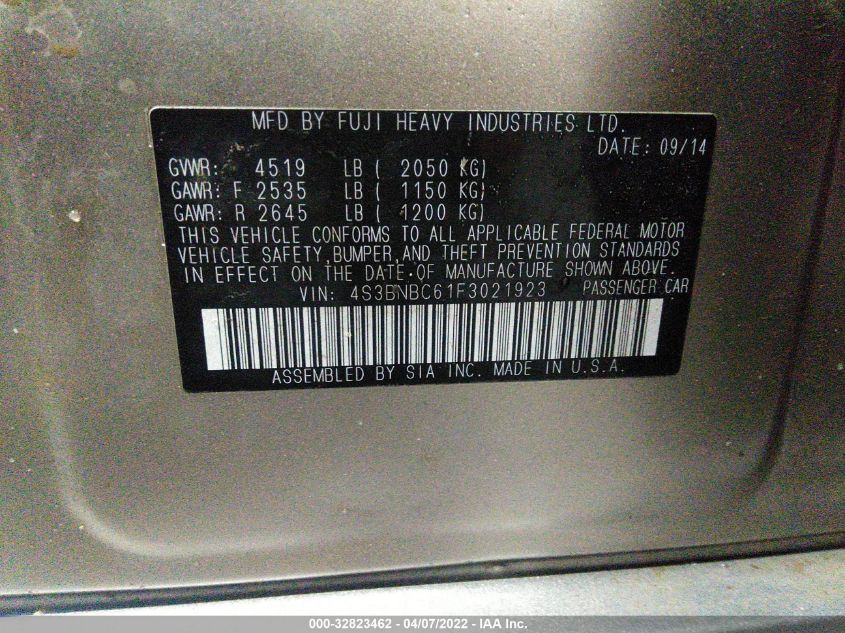 MFD BY FUJI HEAVY INDUSTRIES LTD.
DATE: 09/14
GVWR: 4519 LB ( 2050 KG)
GAWR: F 2535 LB ( 1150 KG)
GAWR: R 2645 LB ( 1200 KG)
THIS VEHICLE CONFORMS TO ALL APPLICABLE FEDERAL MOTOR
VEHICLE SAFETY, BUMPER, AND THEFT PREVENTION STANDARDS
IN EFFECT ON THE DATE OF MANUFACTURE SHOWN ABOVE.
VIN: 4S3BNBC61F3021923 PASSENGER CAR
ASSEMBLED BY SIA INC. MADE IN U.S.A.
000-32823462 - 04/07/2022 - IAA Inc.